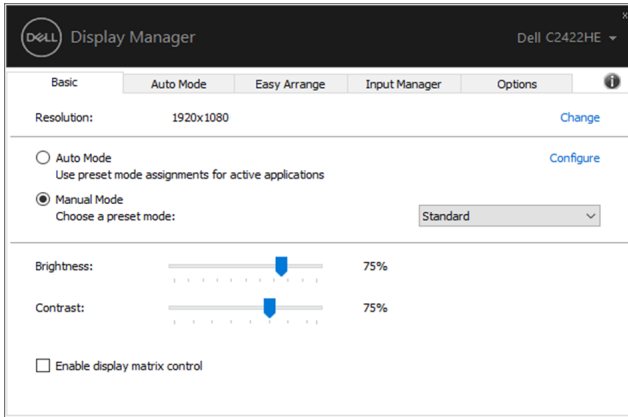 DELL Display Manager Dell C2422HE
Basic Auto Mode Easy Arrange Input Manager Options
Resolution: 1920x1080 Change
Auto Mode Configure
Use preset mode assignments for active applications
Manual Mode
Choose a preset mode: Standard
Brightness: 75%
Contrast: 75%
Enable display matrix control